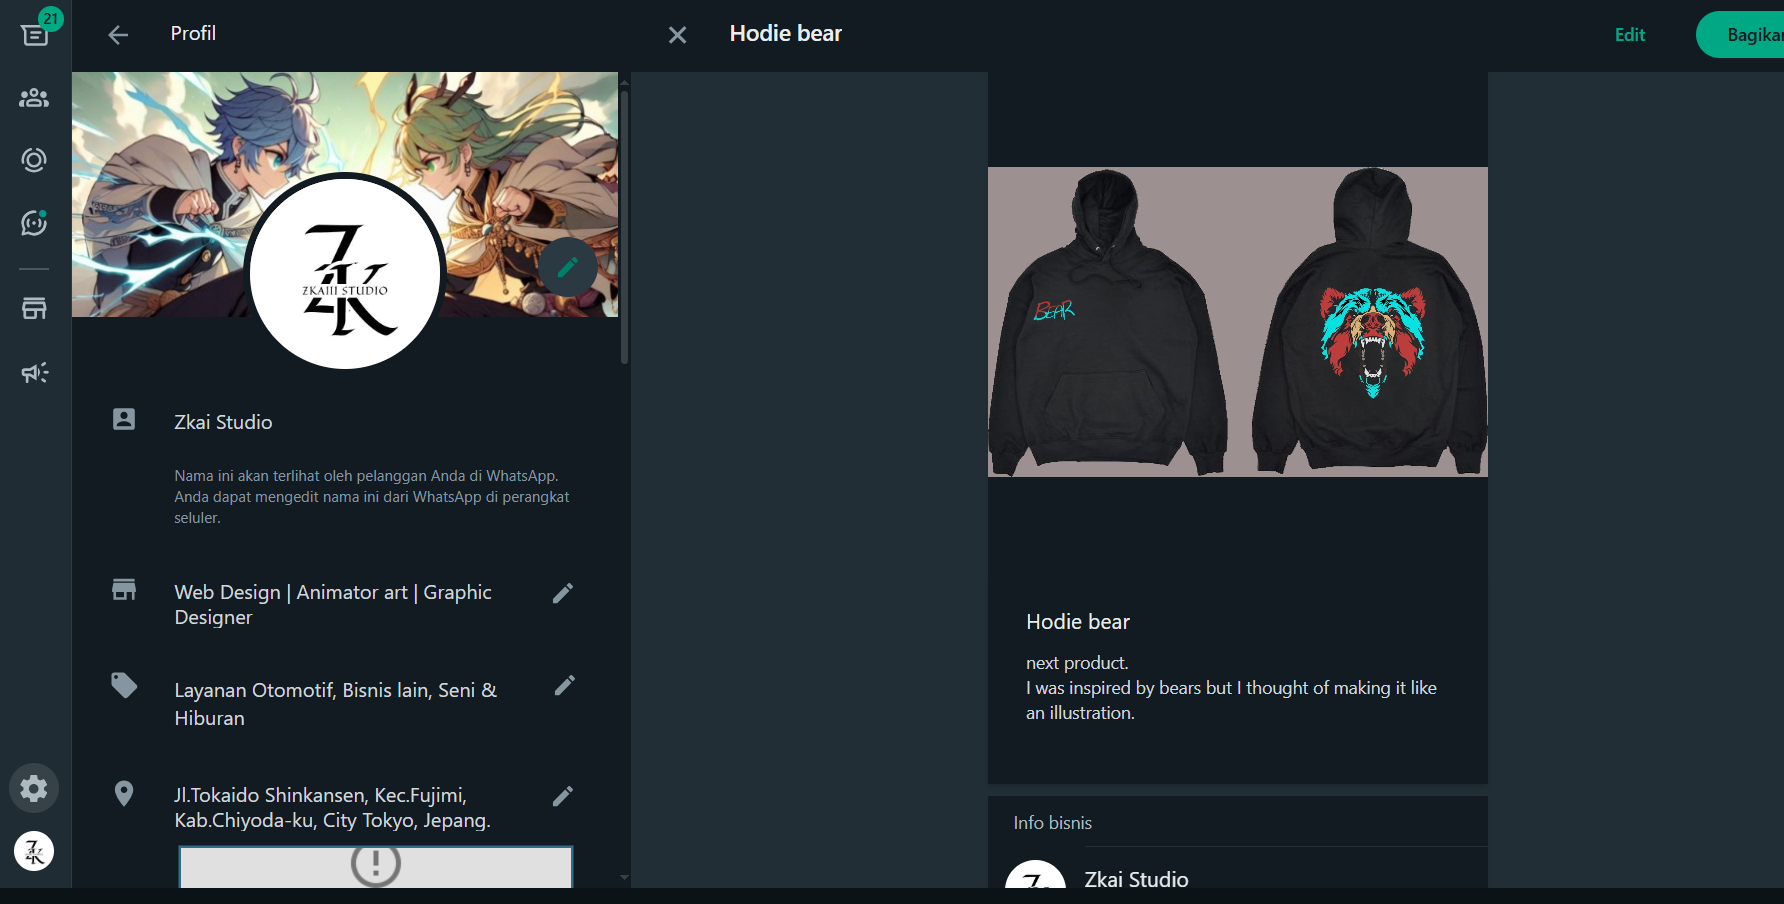 21
Profil
ZKAIII STUDIO
Zkai Studio
Nama ini akan terlihat oleh pelanggan Anda di WhatsApp.
Anda dapat mengedit nama ini dari WhatsApp di perangkat
seluler.
Web Design | Animator art | Graphic
Designer
Layanan Otomotif, Bisnis lain, Seni &
Hiburan
Jl.Tokaido Shinkansen, Kec.Fujimi,
Kab.Chiyoda-ku, City Tokyo, Jepang.
Hodie bear
Edit
Bagikan
BEAR
Hodie bear
next product.
I was inspired by bears but I thought of making it like
an illustration.
Info bisnis
Zkai Studio